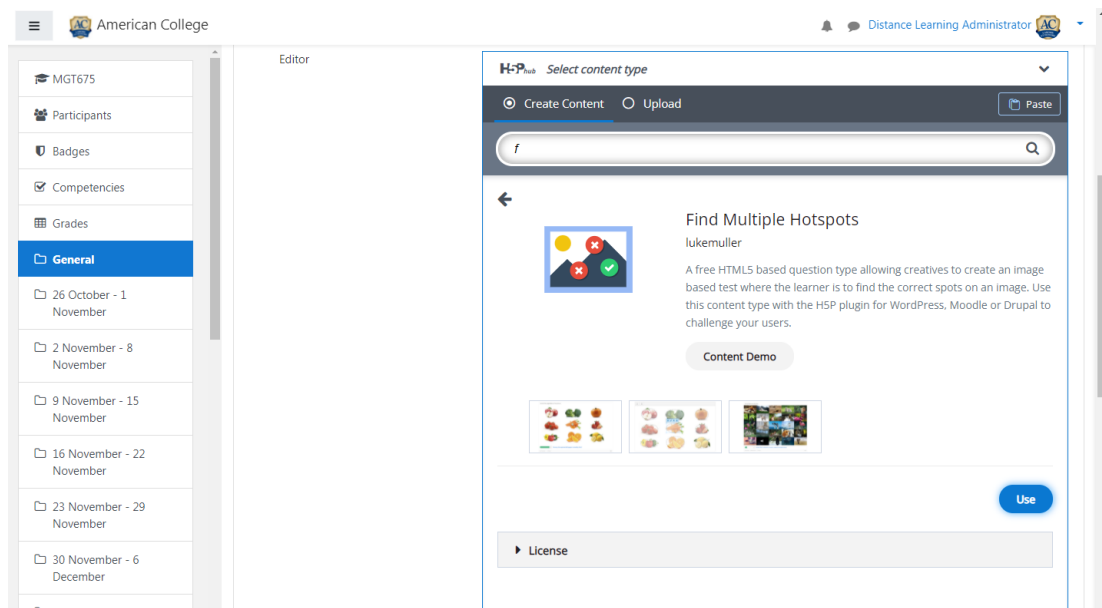 American College
Distance Learning Administrator
MGT675
Participants
Badges
Competencies
Grades
General
26 October - 1
November
2 November - 8
November
9 November - 15
November
16 November - 22
November
23 November - 29
November
30 November - 6
December
Editor
H5Phub Select content type
Create Content
Upload
Paste
f
Find Multiple Hotspots
lukemuller
A free HTML5 based question type allowing creatives to create an image
based test where the learner is to find the correct spots on an image. Use
this content type with the H5P plugin for WordPress, Moodle or Drupal to
challenge your users.
Content Demo
Use
License